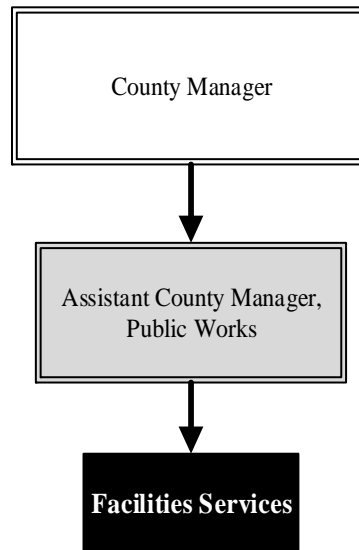 County Manager
Assistant County Manager,
Public Works
Facilities Services